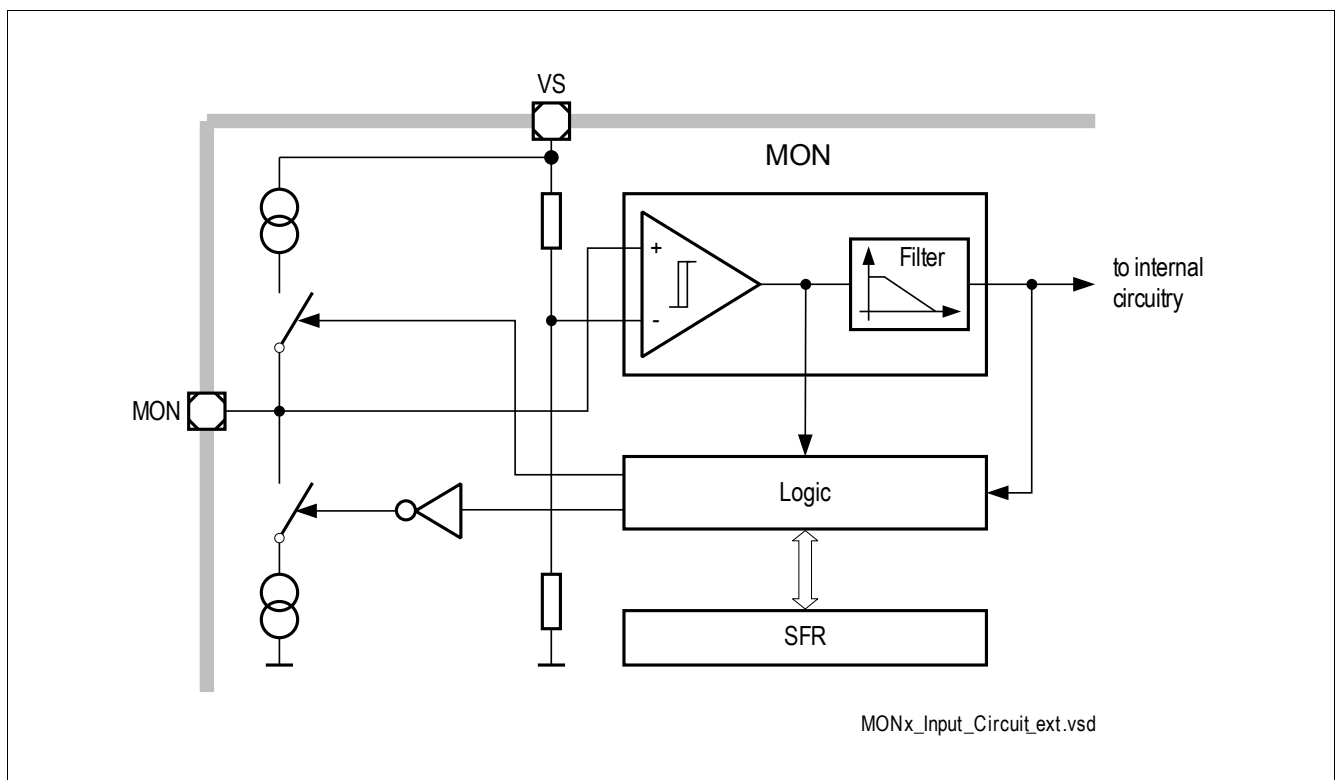 VS
MON
+
-
Filter
to internal
circuitry
MON
Logic
SFR
MONx_Input_Circuit_ext.vsd